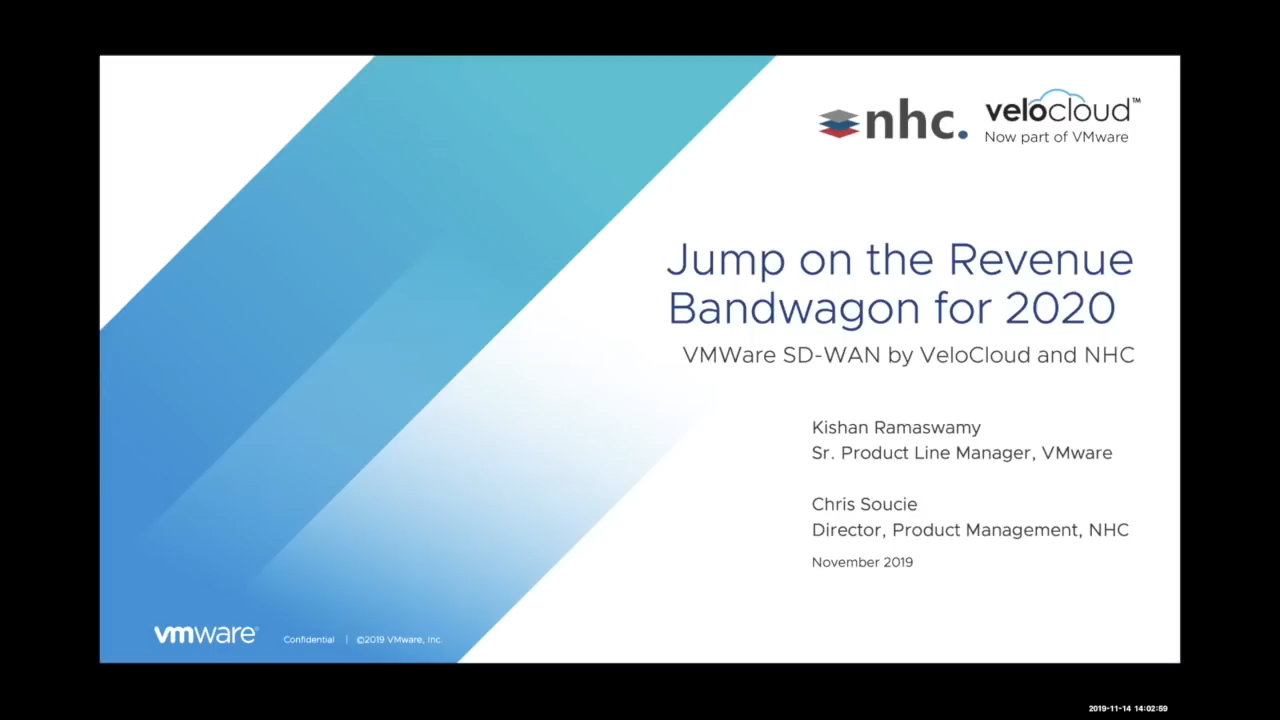 nhc.
velocloud™
Now part of VMware
Jump on the Revenue
Bandwagon for 2020
VMWare SD-WAN by VeloCloud and NHC
Kishan Ramaswamy
Sr. Product Line Manager, VMware
Chris Soucie
Director, Product Management, NHC
November 2019
vmware®
Confidential | ©2019 VMware, Inc.
2019-11-14 14:02:59